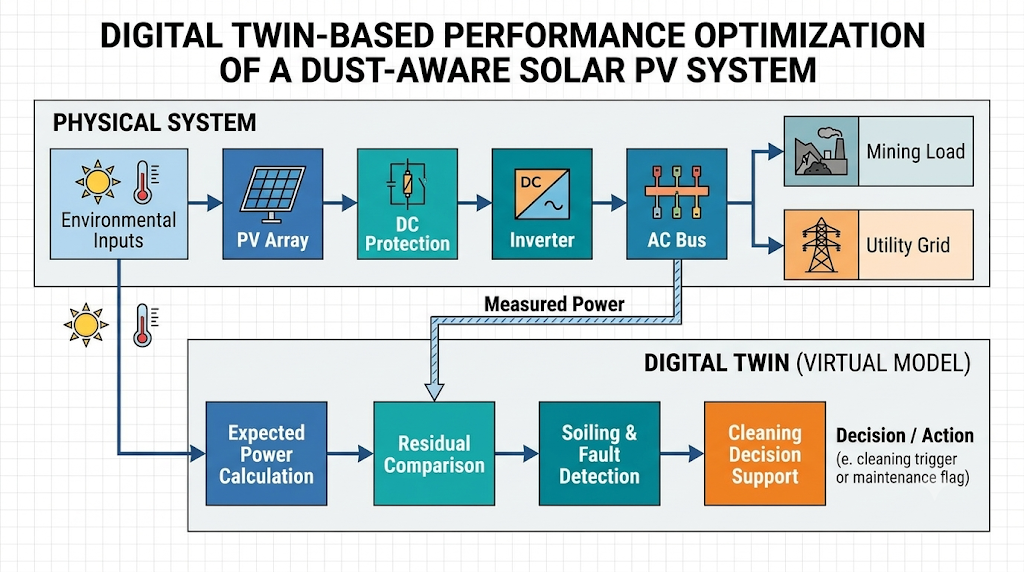 DIGITAL TWIN-BASED PERFORMANCE OPTIMIZATION
OF A DUST-AWARE SOLAR PV SYSTEM
PHYSICAL SYSTEM
Environmental
Inputs
PV Array
DC
Protection
DC
Inverter
AC Bus
Mining Load
Utility Grid
Measured Power
DIGITAL TWIN (VIRTUAL MODEL)
Expected
Power
Calculation
Residual
Comparison
Soiling &
Fault
Detection
Cleaning
Decision
Support
Decision / Action
(e. cleaning trigger
or maintenance flag)